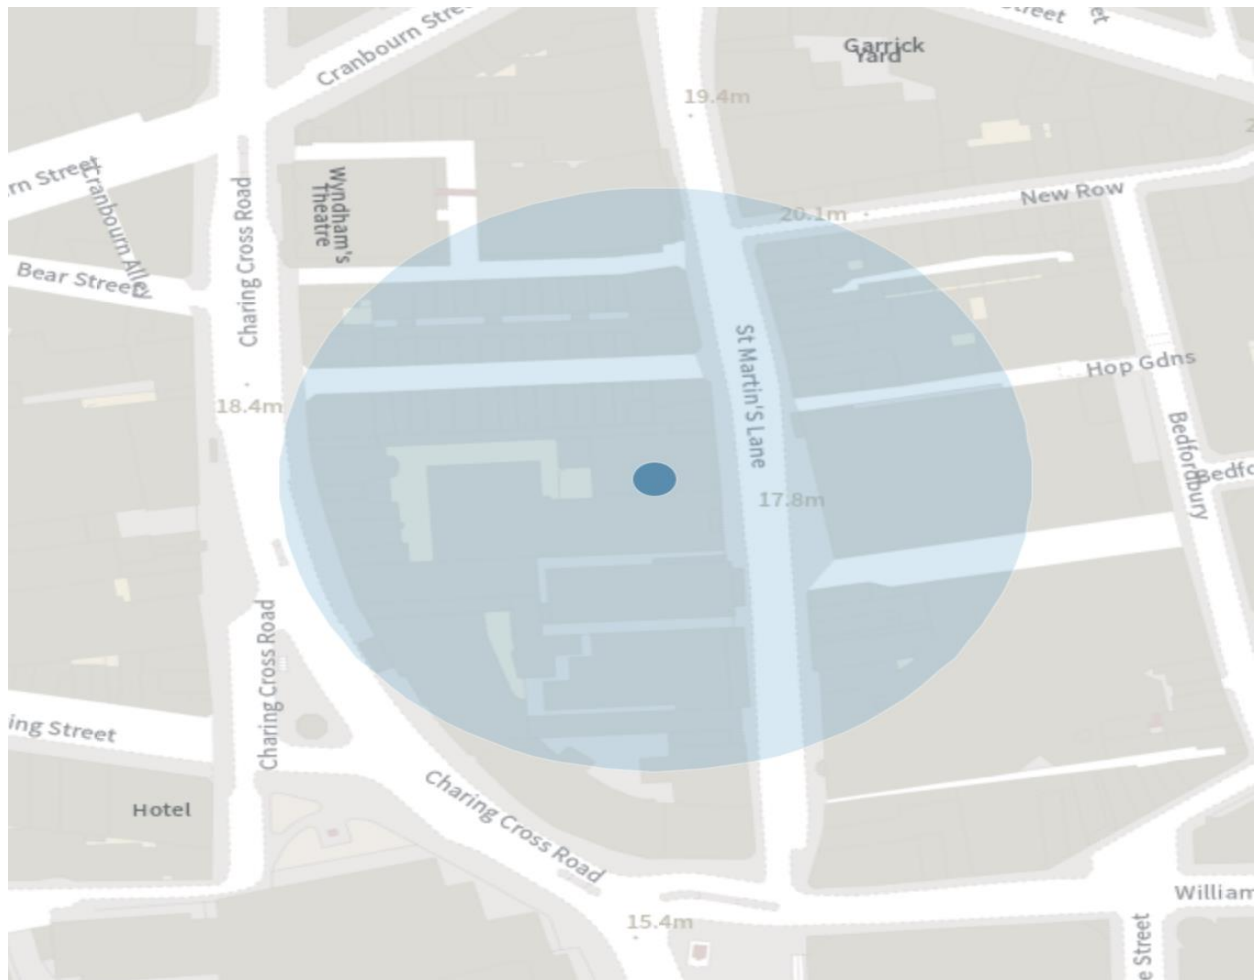 Cranbourn Stre
Street
et
Garrick
Yard
19.4m
rn Street
Cranbourn Alley
Charing Cross Road
Wyndham's
Theatre
New Row
20.1m
Bear Street
St Martin'S Lane
Hop Gdns
18.4m
Bedfordbury
Bedfo
17.8m
Charing Cross Road
ing Street
Hotel
Charing Cross Road
William
15.4m
e Street